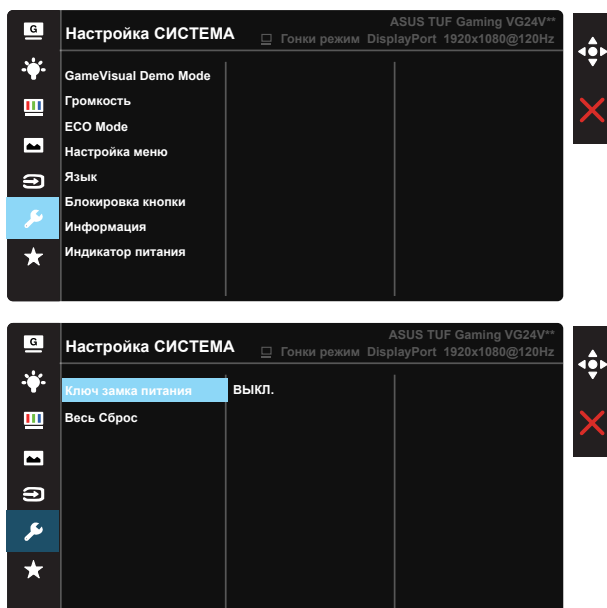 G
ASUS TUF Gaming VG24V**
Настройка СИСТЕМА
Гонки режим DisplayPort 1920x1080@120Hz
GameVisual Demo Mode
Громкость
ECO Mode
Настройка меню
Язык
Блокировка кнопки
Информация
Индикатор питания
G
ASUS TUF Gaming VG24V**
Настройка СИСТЕМА
Гонки режим DisplayPort 1920x1080@120Hz
Ключ замка питания ВЫКЛ.
Весь Сброс